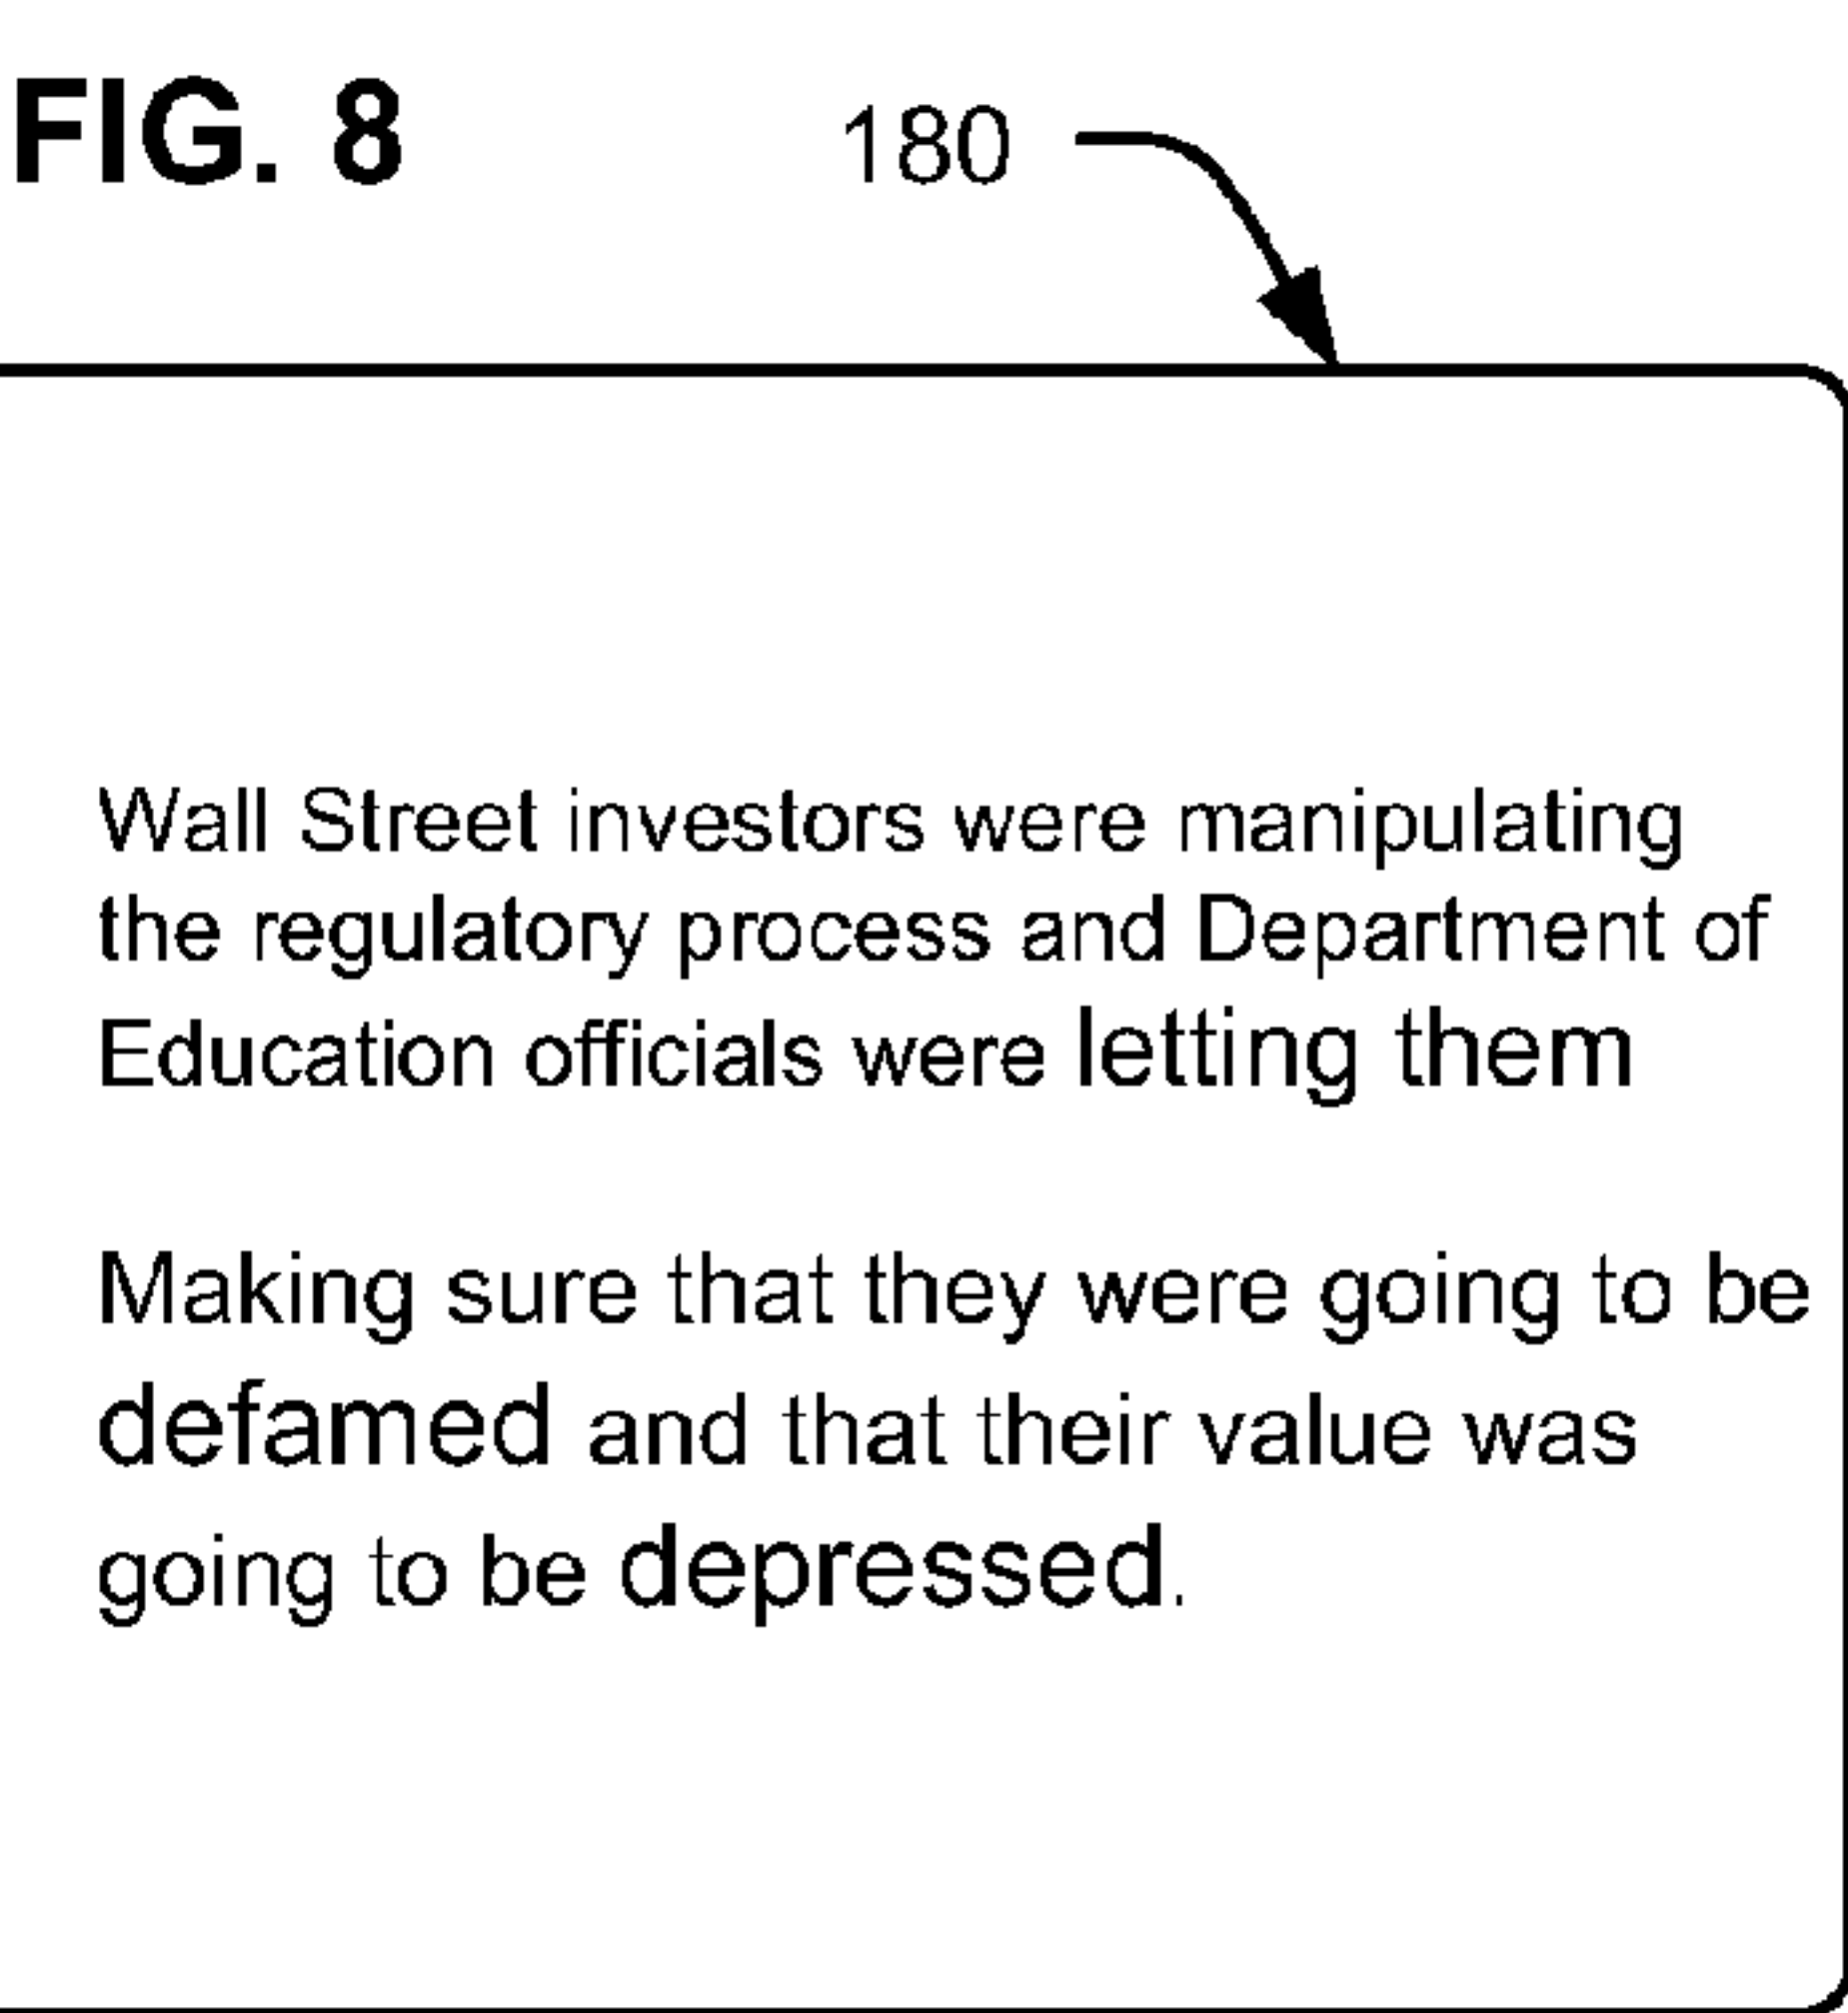 FIG. 8
180
Wall Street investors were manipulating
the regulatory process and Department of
Education officials were letting them
Making sure that they were going to be
defamed and that their value was
going to be depressed.